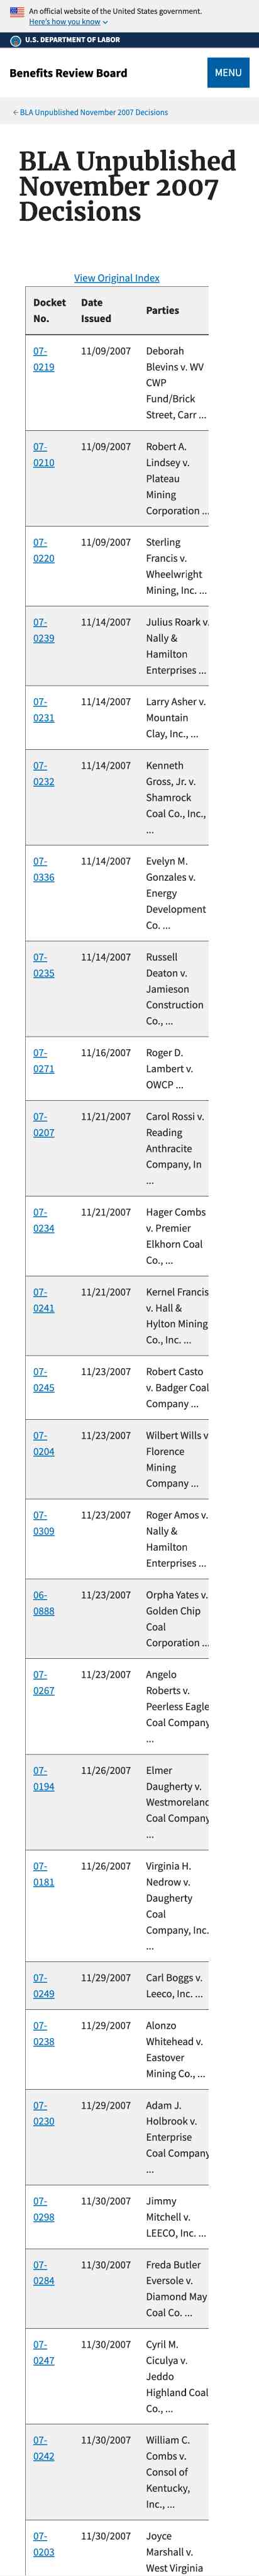 An official website of the United States government.
Here's how you know
U.S. DEPARTMENT OF LABOR
Benefits Review Board
MENU
BLA Unpublished November 2007 Decisions
BLA Unpublished
November 2007
Decisions
View Original Index
Docket Date Parties
No. Issued
07- 11/09/2007 Deborah
0219 Blevins v. WV
CWP
Fund/Brick
Street, Carr ...
07- 11/09/2007 Robert A.
0210 Lindsey v.
Plateau
Mining
Corporation ...
07- 11/09/2007 Sterling
0220 Francis v.
Wheelwright
Mining, Inc. ...
07- 11/14/2007 Julius Roark v.
0239 Nally &
Hamilton
Enterprises ...
07- 11/14/2007 Larry Asher v.
0231 Mountain
Clay, Inc., ...
07- 11/14/2007 Kenneth
0232 Gross, Jr. v.
Shamrock
Coal Co., Inc.,
...
07- 11/14/2007 Evelyn M.
0336 Gonzales v.
Energy
Development
Co. ...
07- 11/14/2007 Russell
0235 Deaton v.
Jamieson
Construction
Co., ...
07- 11/16/2007 Roger D.
0271 Lambert v.
OWCP ...
07- 11/21/2007 Carol Rossi v.
0207 Reading
Anthracite
Company, In
...
07- 11/21/2007 Hager Combs
0234 v. Premier
Elkhorn Coal
Co., ...
07- 11/21/2007 Kernel Francis
0241 v. Hall &
Hylton Mining
Co., Inc. ...
07- 11/23/2007 Robert Casto
0245 v. Badger Coal
Company ...
07- 11/23/2007 Wilbert Wills v
0204 Florence
Mining
Company ...
07- 11/23/2007 Roger Amos v.
0309 Nally &
Hamilton
Enterprises ...
06- 11/23/2007 Orpha Yates v.
0888 Golden Chip
Coal
Corporation ...
07- 11/23/2007 Angelo
0267 Roberts v.
Peerless Eagle
Coal Company
...
07- 11/26/2007 Elmer
0194 Daugherty v.
Westmoreland
Coal Company
...
07- 11/26/2007 Virginia H.
0181 Nedrow v.
Daugherty
Coal
Company, Inc.
...
07- 11/29/2007 Carl Boggs v.
0249 Leeco, Inc. ...
07- 11/29/2007 Alonzo
0238 Whitehead v.
Eastover
Mining Co., ...
07- 11/29/2007 Adam J.
0230 Holbrook v.
Enterprise
Coal Company
...
07- 11/30/2007 Jimmy
0298 Mitchell v.
LEECO, Inc. ...
07- 11/30/2007 Freda Butler
0284 Eversole v.
Diamond May
Coal Co. ...
07- 11/30/2007 Cyril M.
0247 Ciculya v.
Jeddo
Highland Coal
Co., ...
07- 11/30/2007 William C.
0242 Combs v.
Consol of
Kentucky,
Inc., ...
07- 11/30/2007 Joyce
0203 Marshall v.
West Virginia